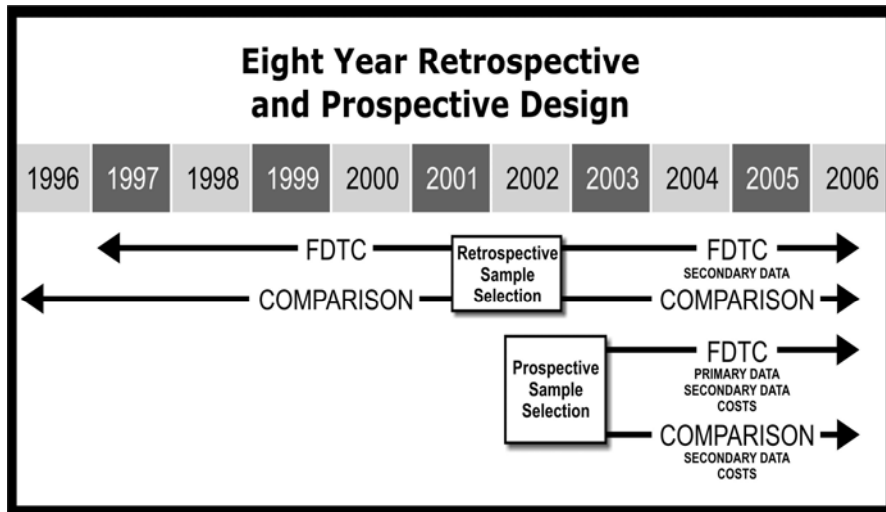 Eight Year Retrospective
and Prospective Design
1996 1997 1998 1999 2000 2001 2002 2003 2004 2005 2006
FDTC
Retrospective
Sample
Selection
FDTC
SECONDARY DATA
COMPARISON
COMPARISON
Prospective
Sample
Selection
FDTC
PRIMARY DATA
SECONDARY DATA
COSTS
COMPARISON
SECONDARY DATA
COSTS